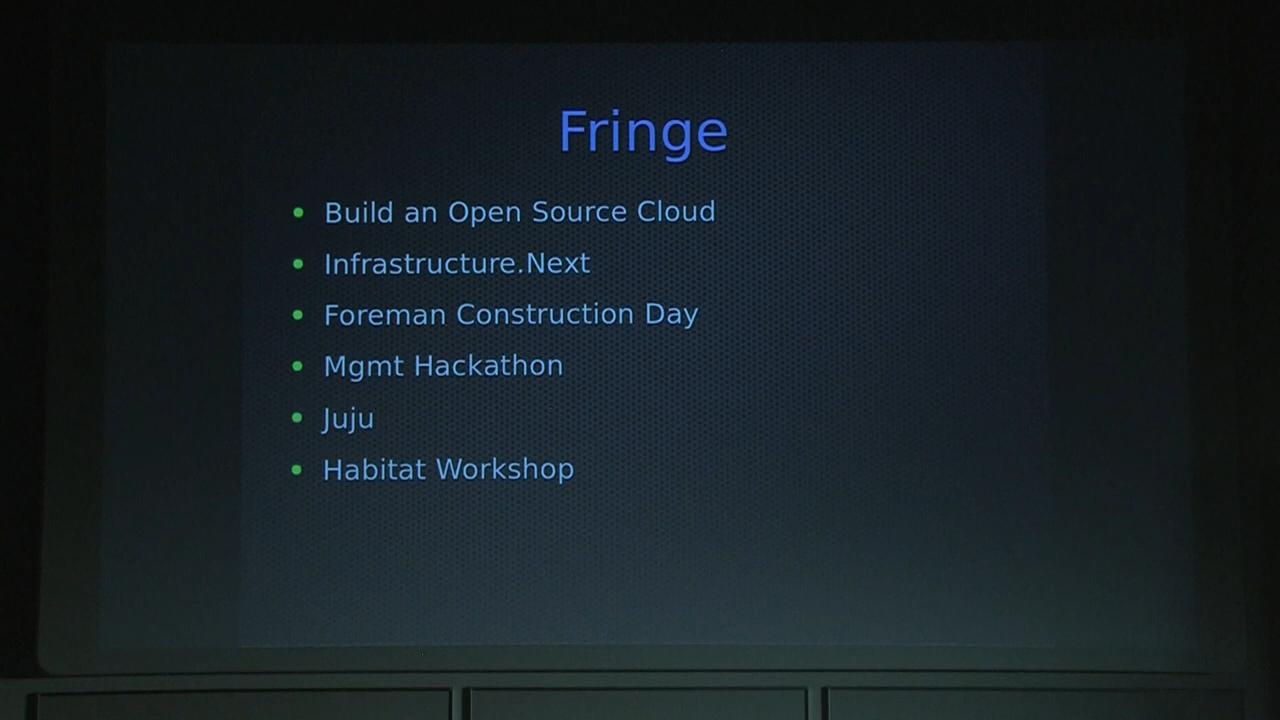 Fringe
Build an Open Source Cloud
Infrastructure.Next
Foreman Construction Day
Mgmt Hackathon
Juju
Habitat Workshop